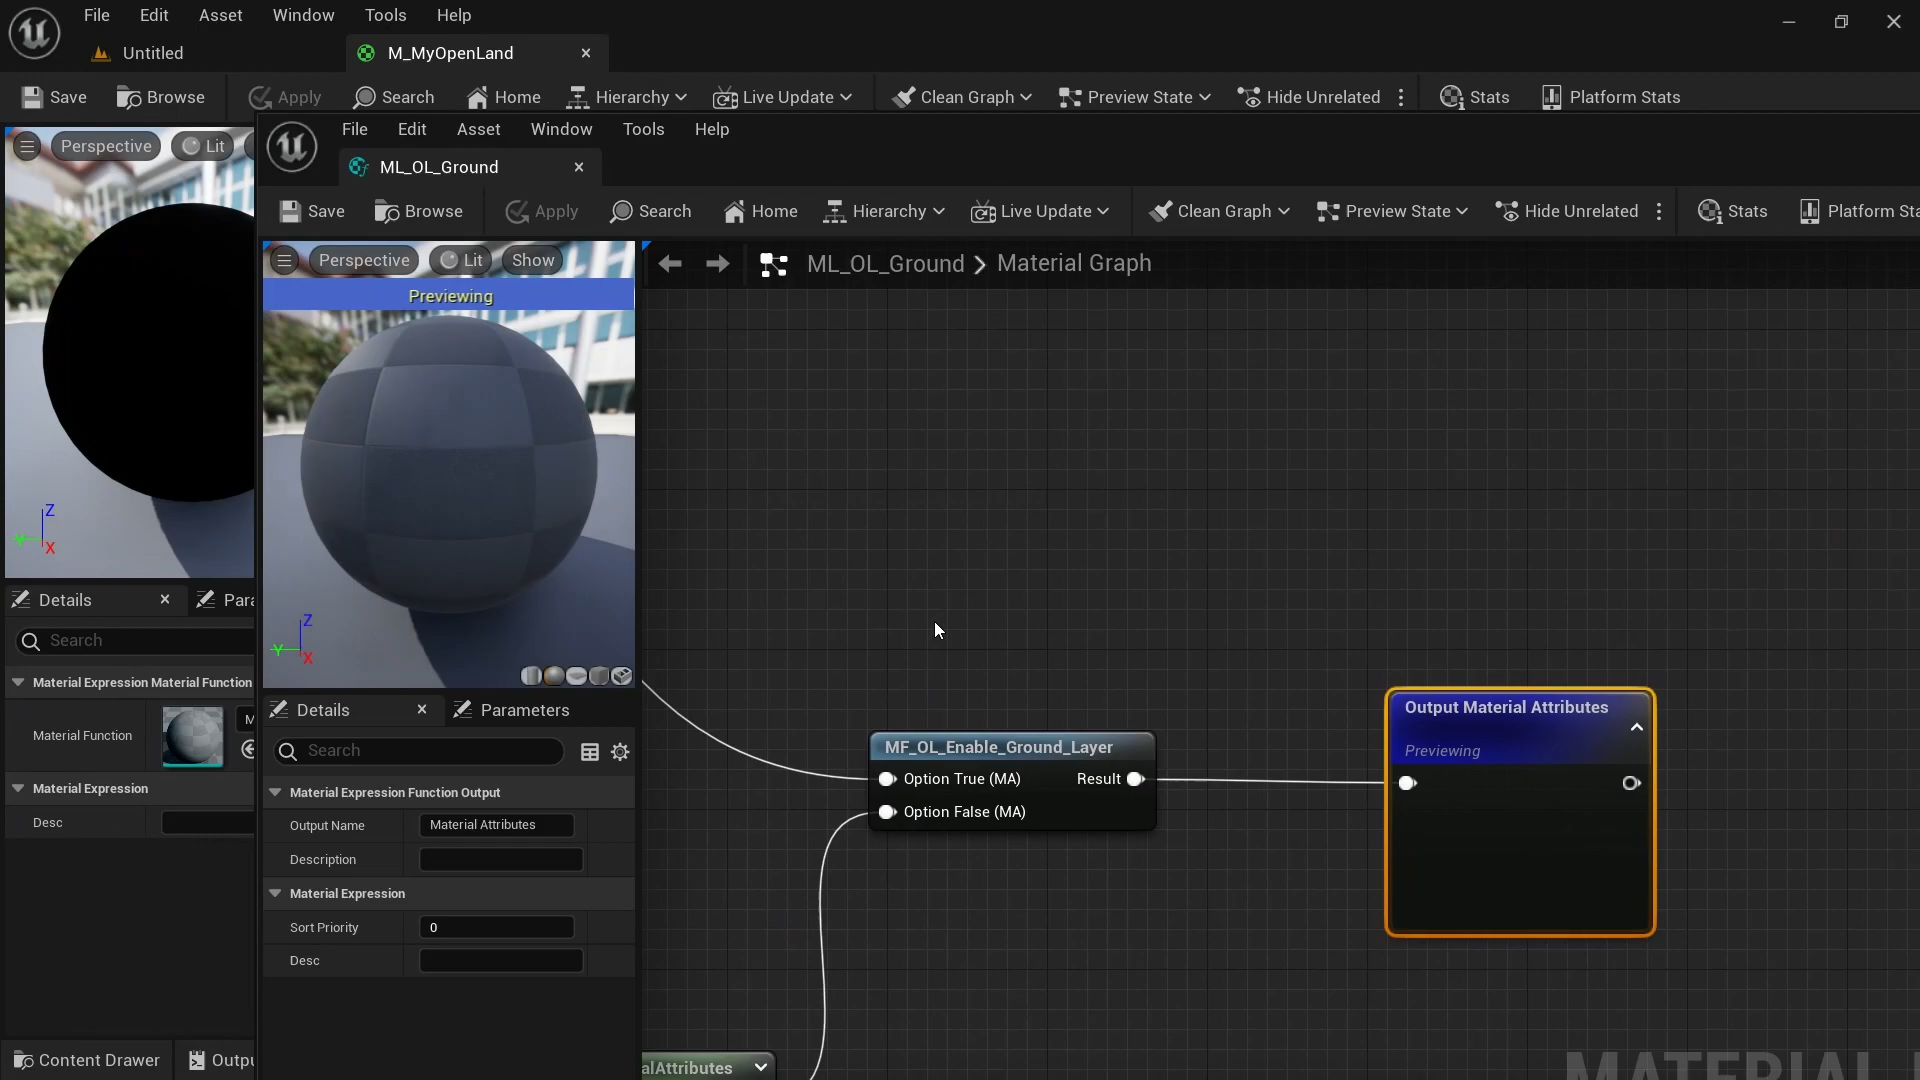 File Edit Asset Window Tools Help
Untitled
M_MyOpenLand
Save Browse Apply Search Home Hierarchy Live Update Clean Graph Preview State Hide Unrelated Stats Platform Stats
Perspective Lit
File Edit Asset Window Tools Help
ML_OL_Ground
Save Browse Apply Search Home Hierarchy Live Update Clean Graph Preview State Hide Unrelated Stats Platform Sta
Perspective Lit Show
ML_OL_Ground > Material Graph
Previewing
Z
Y
X
Details
Para
Search
Material Expression Material Function
Material Function
M
Material Expression
Desc
Z
Y
X
Details
Parameters
Search
Material Expression Function Output
Output Name Material Attributes
Description
Material Expression
Sort Priority 0
Desc
MF_OL_Enable_Ground_Layer
Option True (MA) Result
Option False (MA)
Output Material Attributes
Previewing
alAttributes
Content Drawer
Outpu
MATERIAL